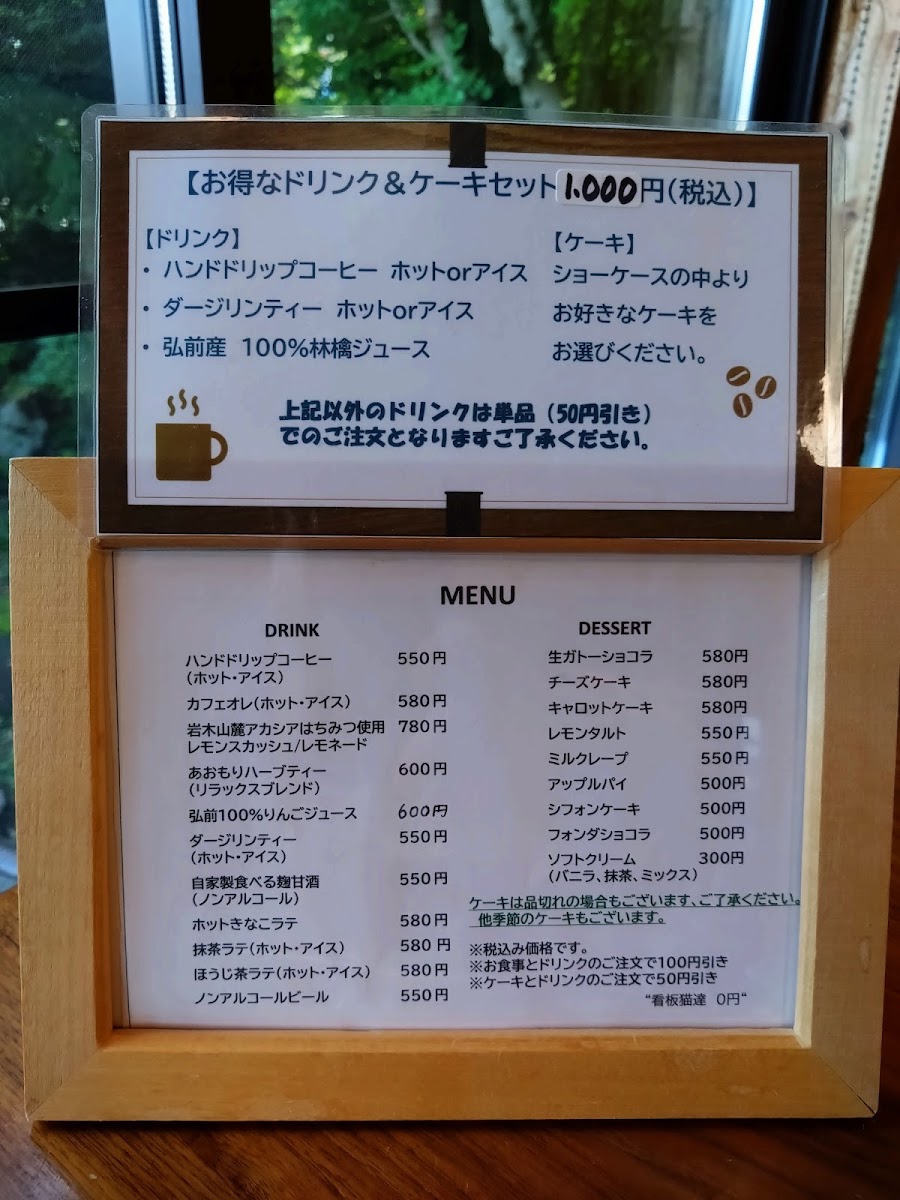 【お得なドリンク＆ケーキセット1.000円(税込)】
【ドリンク】
・ ハンドドリップコーヒー ホットorアイス
・ ダージリンティー ホットorアイス
・ 弘前産 100%林檎ジュース
【ケーキ】
ショーケースの中より
お好きなケーキを
お選びください。
上記以外のドリンクは単品（50円引き）
でのご注文となりますご了承ください。
MENU
DRINK
ハンドドリップコーヒー 550円
(ホット・アイス)
カフェオレ(ホット・アイス) 580円
岩木山麓アカシアはちみつ使用 780円
レモンスカッシュ/レモネード
あおもりハーブティー 600円
(リラックスブレンド)
弘前100%りんごジュース 600円
ダージリンティー 550円
(ホット・アイス)
自家製食べる麹甘酒 550円
(ノンアルコール)
ホットきなこラテ 580円
抹茶ラテ(ホット・アイス) 580円
ほうじ茶ラテ(ホット・アイス) 580円
ノンアルコールビール 550円
DESSERT
生ガトーショコラ 580円
チーズケーキ 580円
キャロットケーキ 580円
レモンタルト 550円
ミルクレープ 550円
アップルパイ 500円
シフォンケーキ 500円
フォンダショコラ 500円
ソフトクリーム 300円
(バニラ、抹茶、ミックス)
ケーキは品切れの場合もございます、ご了承ください。
他季節のケーキもございます。
※税込み価格です。
※お食事とドリンクのご注文で100円引き
※ケーキとドリンクのご注文で50円引き
“看板猫達 0円“